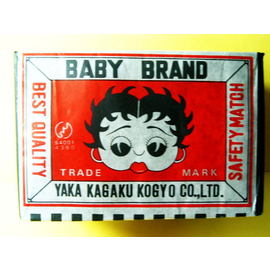 BABY BRAND
BEST QUALITY
SAFETY MATCH
TRADE MARK
YAKA KAGAKU KOGYO CO.,LTD.